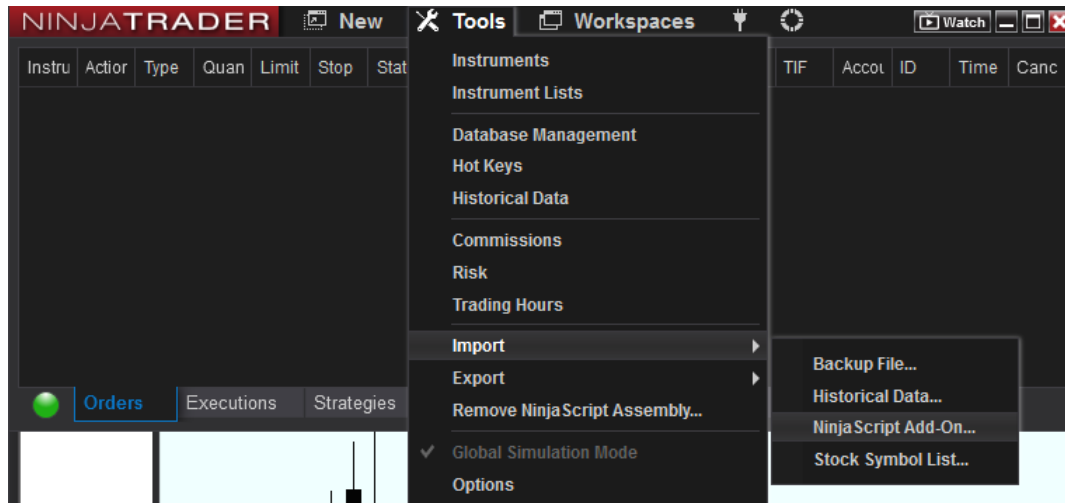 NINJATRADER New Tools Workspaces Watch
Instru Actior Type Quan Limit Stop Stat TIF Accou ID Time Canc
Instruments
Instrument Lists
Database Management
Hot Keys
Historical Data
Commissions
Risk
Trading Hours
Import
Export
Remove NinjaScript Assembly...
Global Simulation Mode
Options
Backup File...
Historical Data...
NinjaScript Add-On...
Stock Symbol List...
Orders Executions Strategies